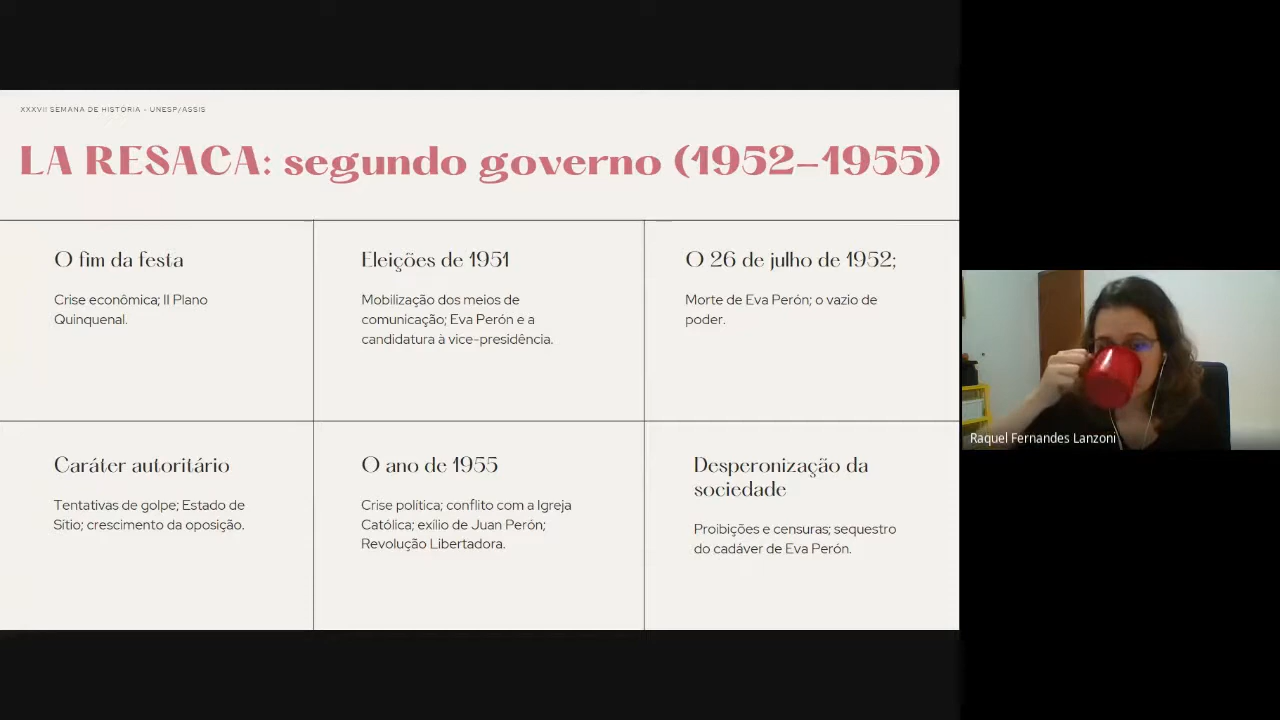 XXXVII SEMANA DE HISTÓRIA - UNESP/ASSIS
LA RESACA: segundo governo (1952–1955)
O fim da festa
Crise econômica; II Plano
Quinquenal.
Eleições de 1951
Mobilização dos meios de
comunicação; Eva Perón e a
candidatura à vice-presidência.
O 26 de julho de 1952;
Morte de Eva Perón; o vazio de
poder.
Caráter autoritário
Tentativas de golpe; Estado de
Sítio; crescimento da oposição.
O ano de 1955
Crise política; conflito com a Igreja
Católica; exílio de Juan Perón;
Revolução Libertadora.
Desperonização da
sociedade
Proibições e censuras; sequestro
do cadáver de Eva Perón.
Raquel Fernandes Lanzoni